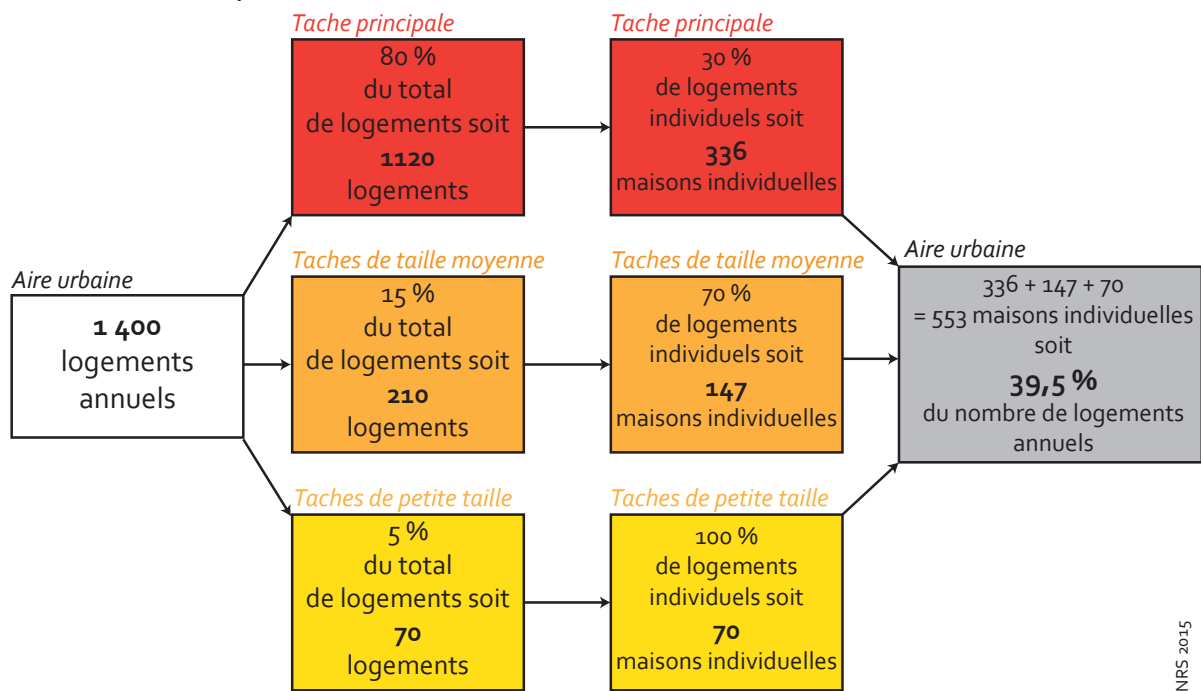 Tache principale
80 %
du total
de logements soit
1120
logements
Tache principale
30 %
de logements
individuels soit
336
maisons individuelles
Aire urbaine
1 400
logements
annuels
Taches de taille moyenne
15 %
du total
de logements soit
210
logements
Taches de taille moyenne
70 %
de logements
individuels soit
147
maisons individuelles
Aire urbaine
336 + 147 + 70
= 553 maisons individuelles
soit
39,5 %
du nombre de logements
annuels
Taches de petite taille
5 %
du total
de logements soit
70
logements
Taches de petite taille
100 %
de logements
individuels soit
70
maisons individuelles
NRS 2015